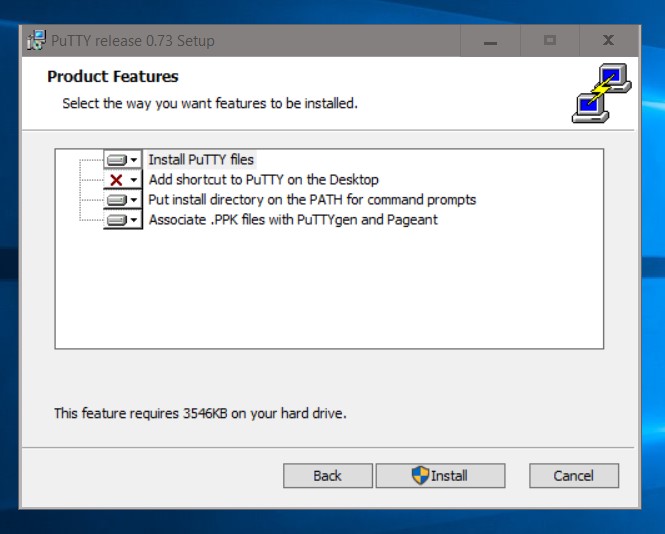 PuTTY release 0.73 Setup
Product Features
Select the way you want features to be installed.
Install PuTTY files
Add shortcut to PuTTY on the Desktop
Put install directory on the PATH for command prompts
Associate .PPK files with PuTTYgen and Pageant
This feature requires 3546KB on your hard drive.
Back Install Cancel